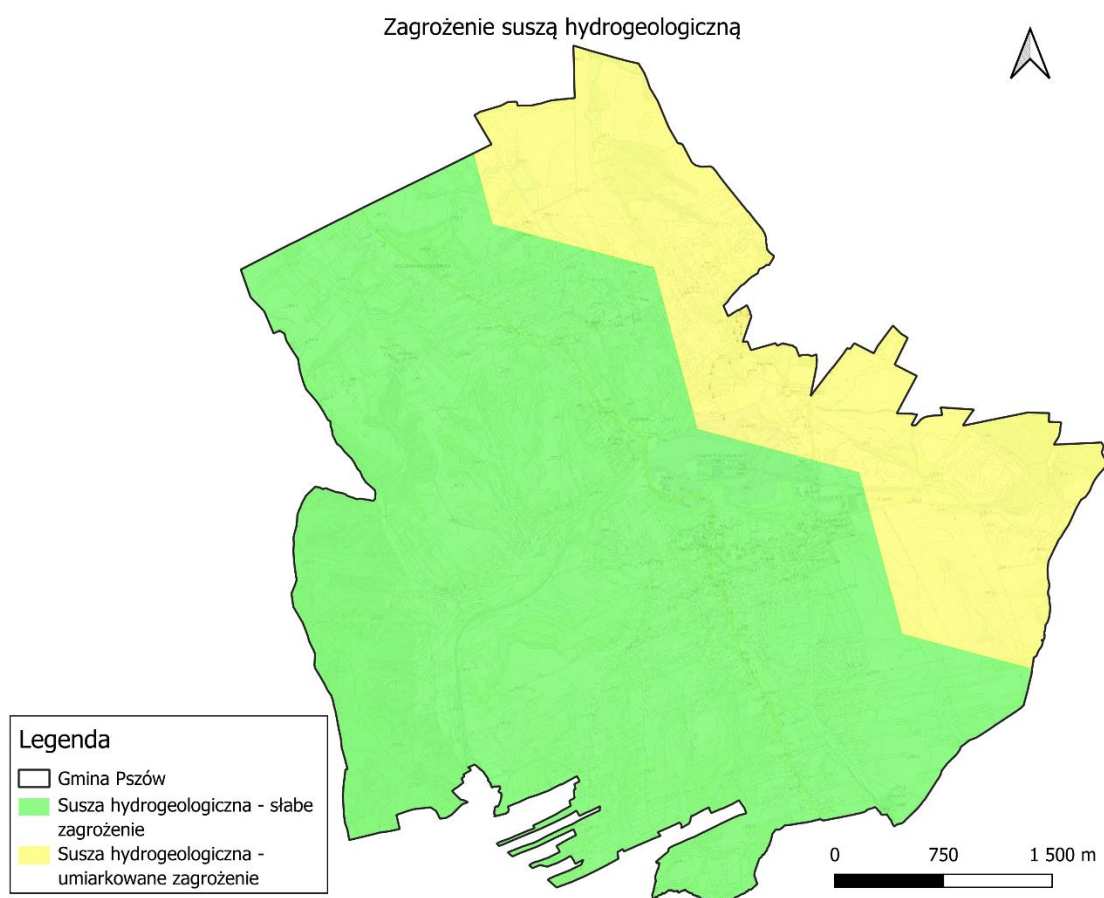 Zagrożenie suszą hydrogeologiczną
Legenda
Gmina Pszów
Susza hydrogeologiczna - słabe
zagrożenie
Susza hydrogeologiczna -
umiarkowane zagrożenie
0 750 1 500 m